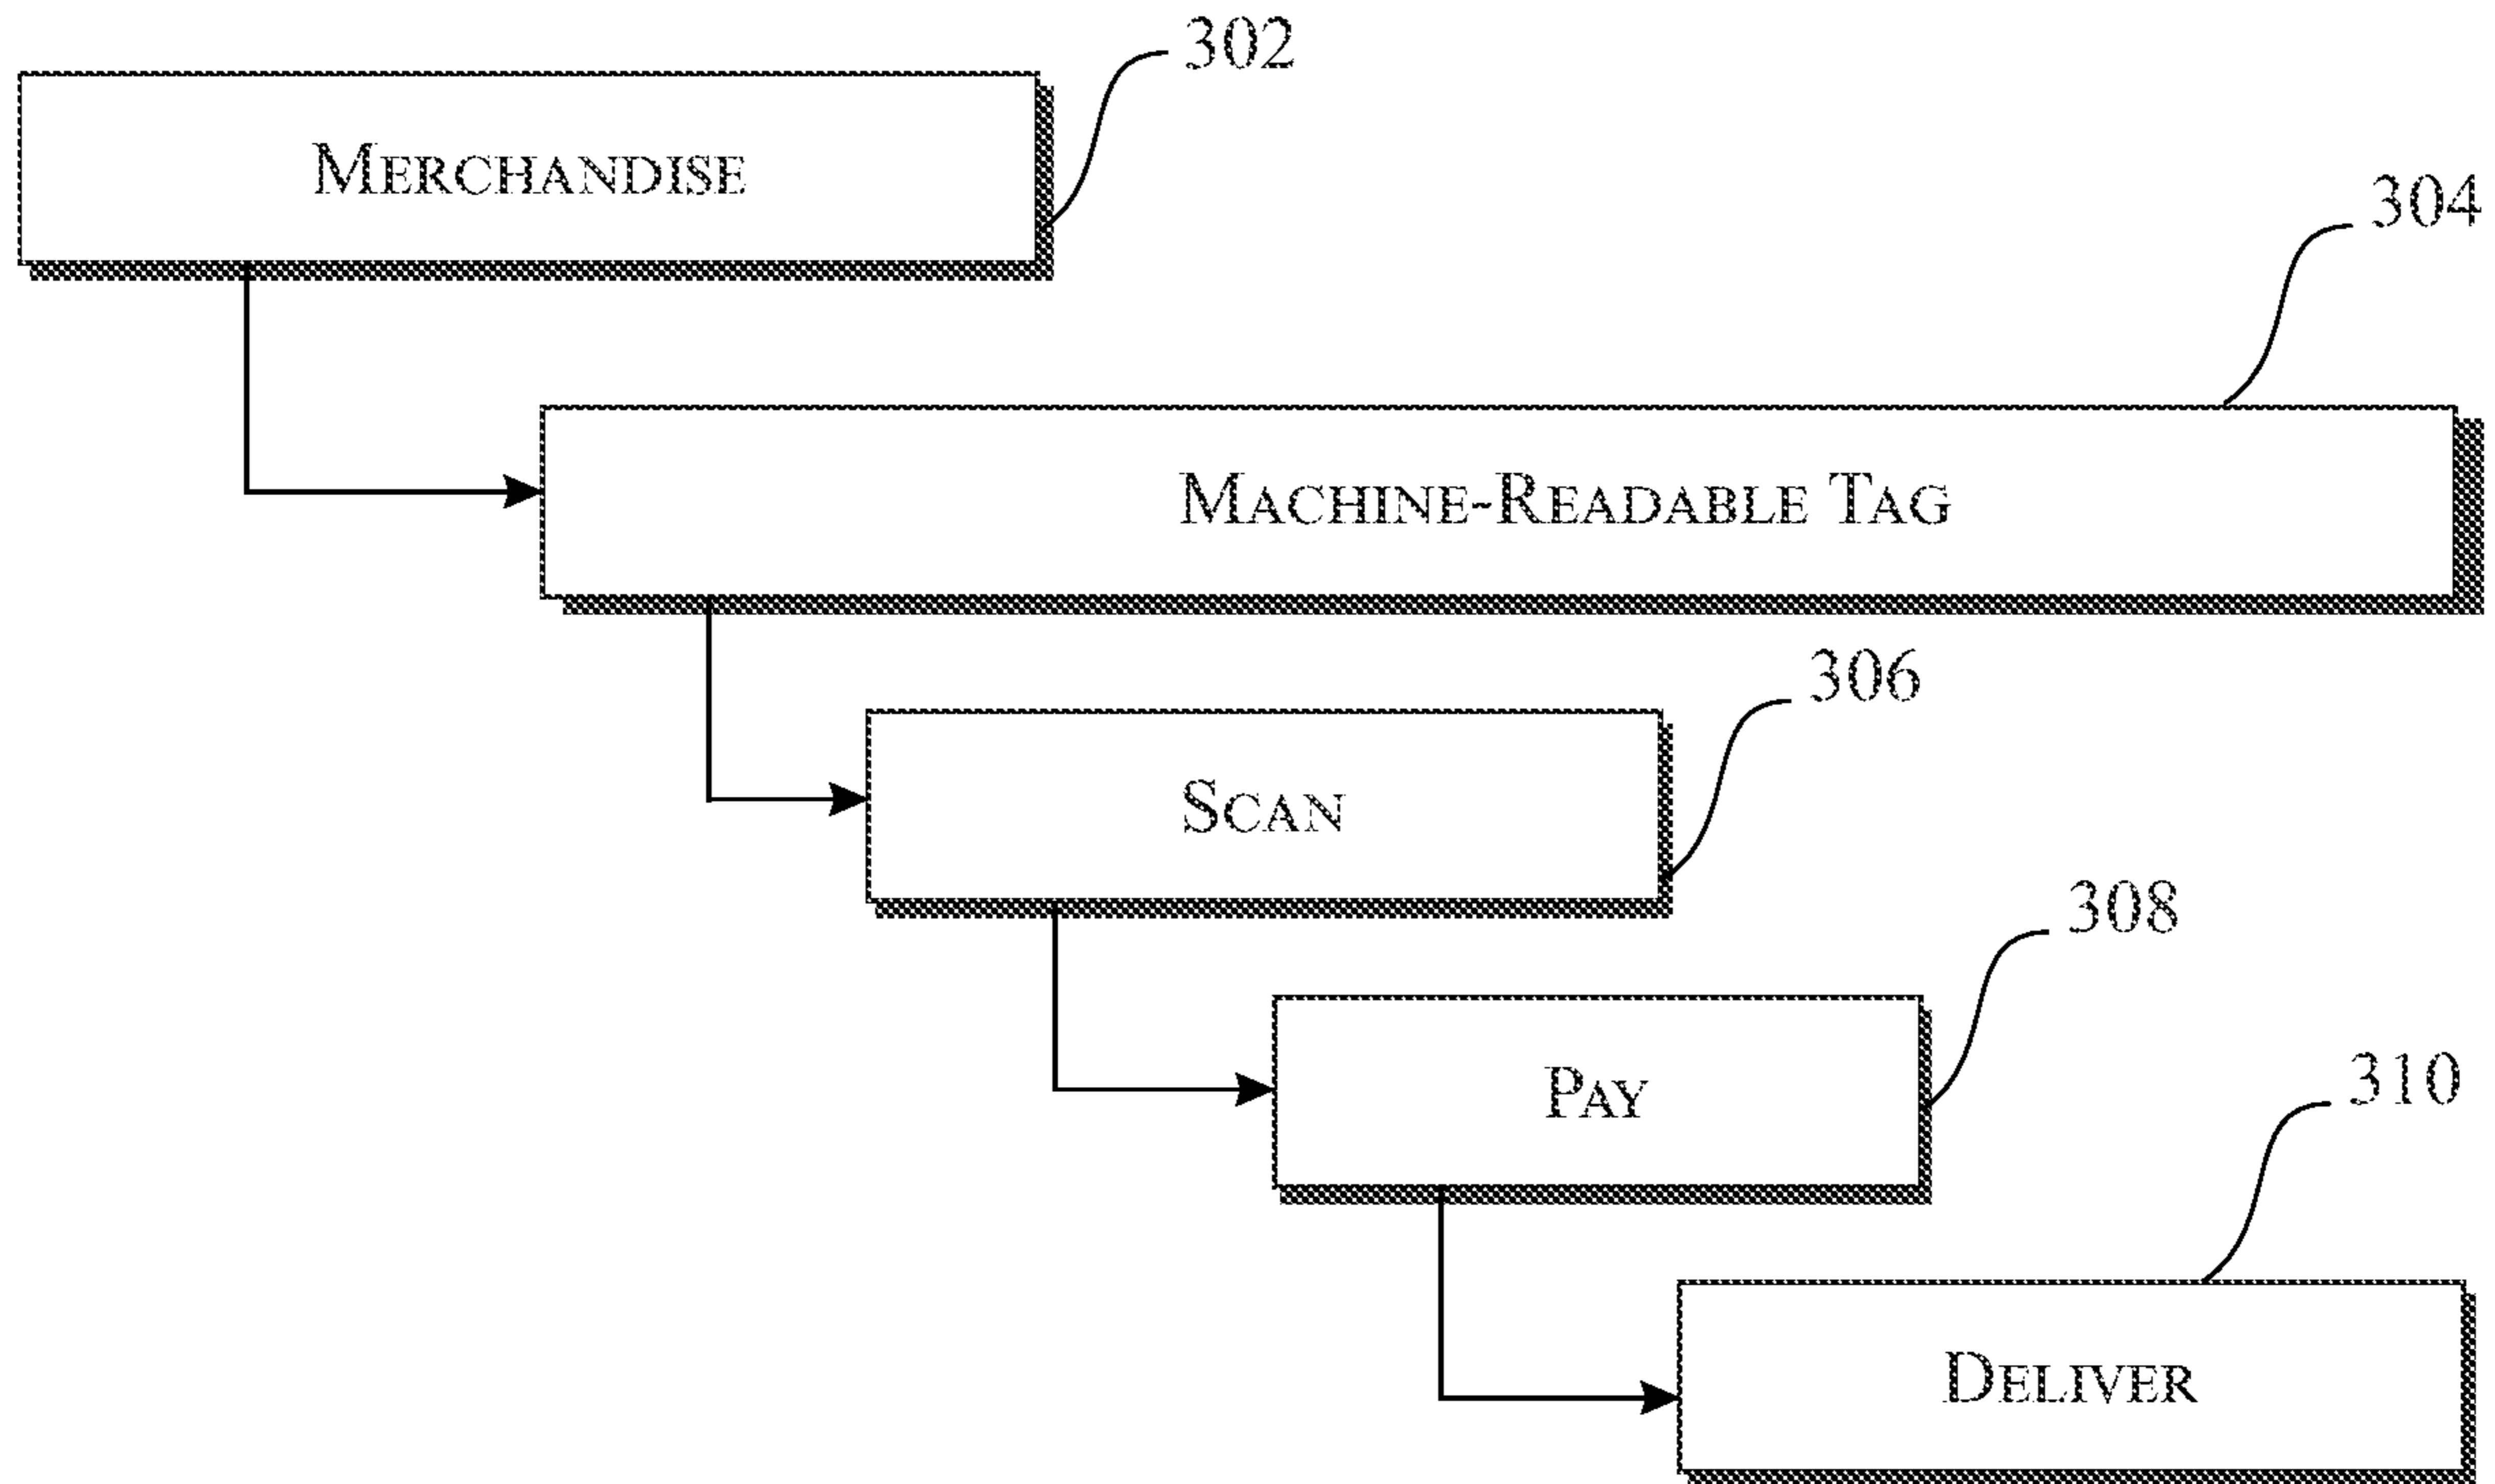 302
MERCHANDISE
304
MACHINE-READABLE TAG
306
SCAN
308
PAY
310
DELIVER